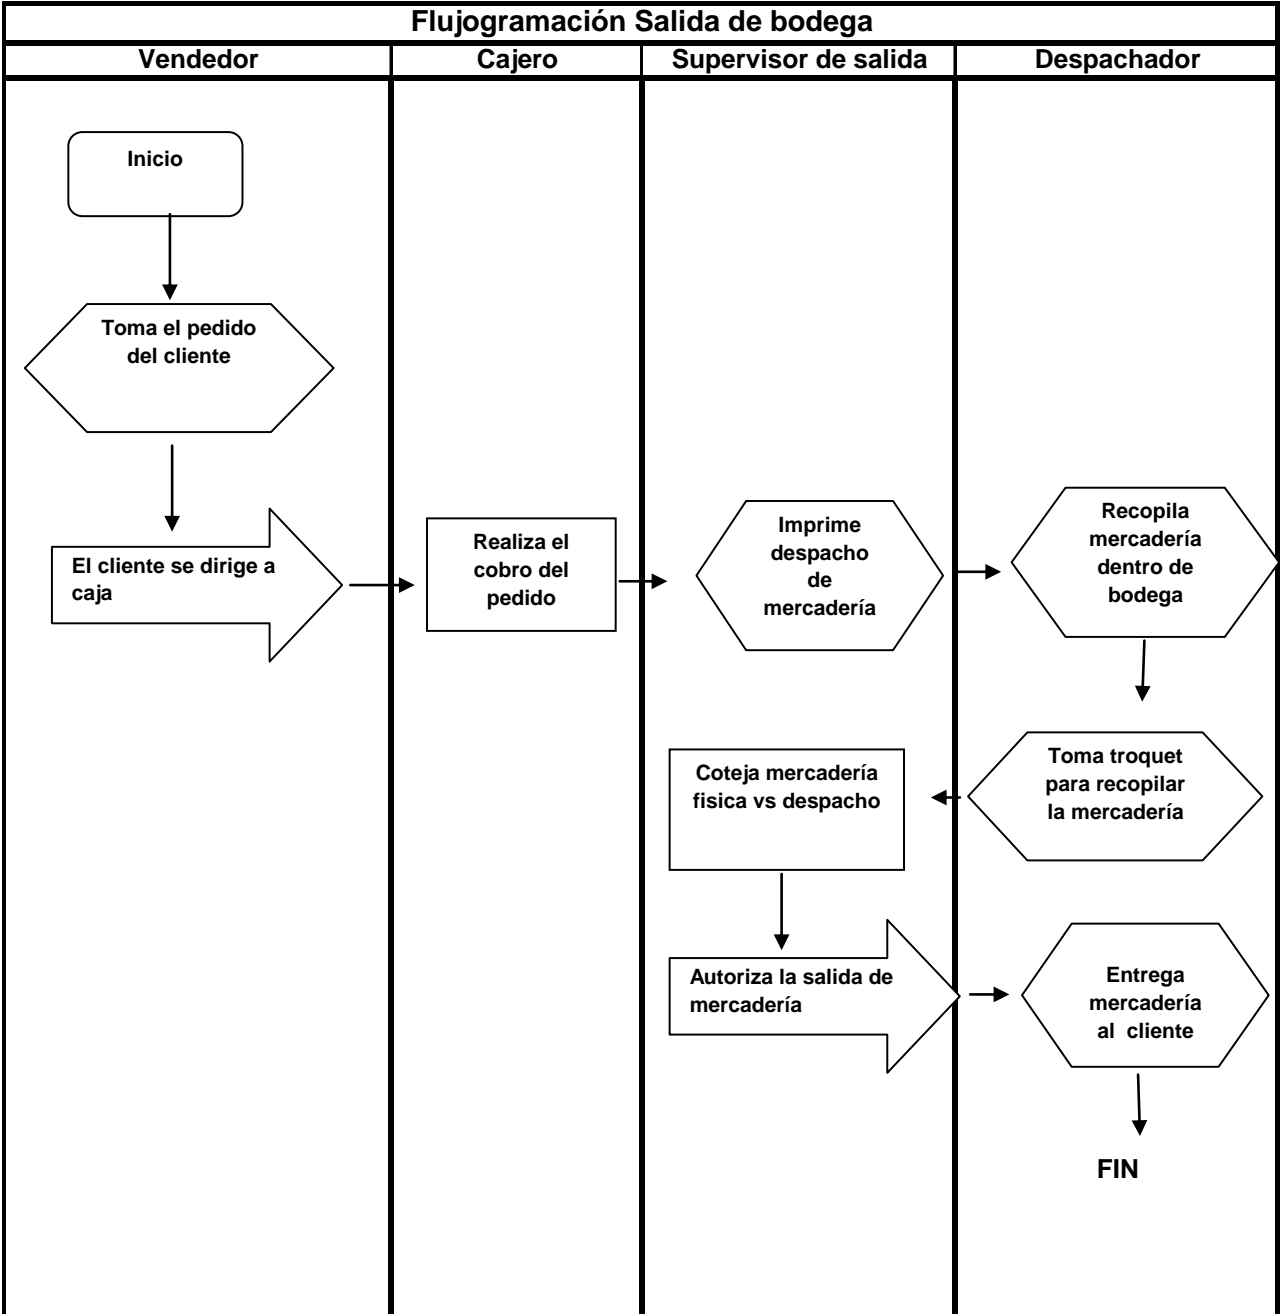 Flujogramación Salida de bodega
Vendedor
Cajero
Supervisor de salida
Despachador
Inicio
Toma el pedido
del cliente
El cliente se dirige a
caja
Realiza el
cobro del
pedido
Imprime
despacho
de
mercadería
Recopila
mercadería
dentro de
bodega
Toma troquet
para recopilar
la mercadería
Coteja mercadería
fisica vs despacho
Autoriza la salida de
mercadería
Entrega
mercadería
al cliente
FIN